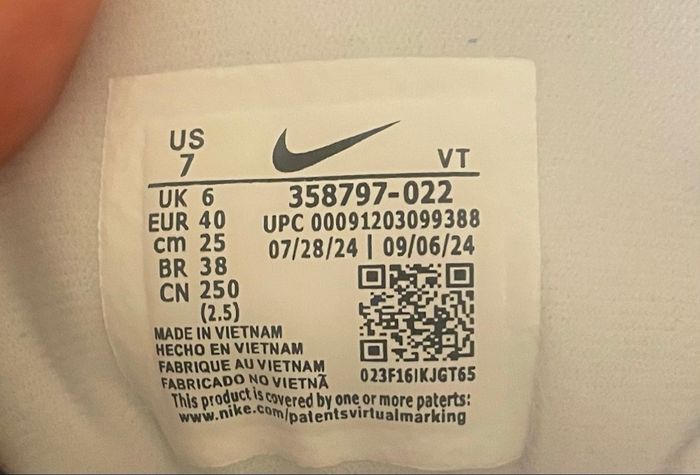 US
7
VT
UK 6
EUR 40
cm 25
BR 38
CN 250
(2.5)
358797-022
UPC 00091203099388
07/28/24 | 09/06/24
023F16IKJGT65
MADE IN VIETNAM
HECHO EN VIETNAM
FABRIQUE AU VIETNAM
FABRICADO NO VIETNÃ
This product is covered by one or more paterts:
www.nike.com/patentsvirtualmarking